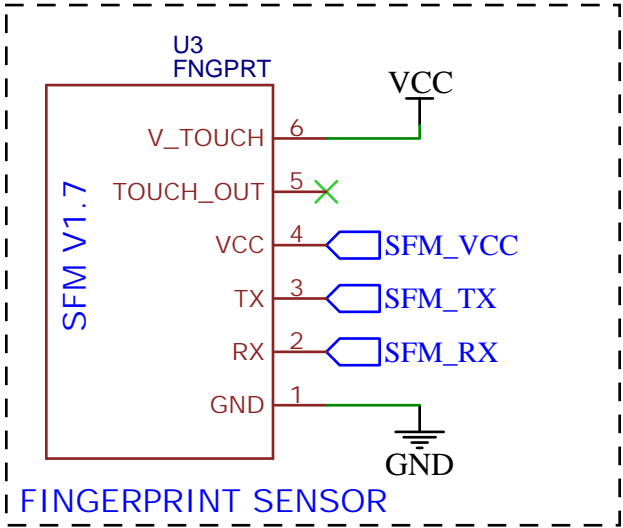 U3
FNGPRT
VCC
V_TOUCH 6
TOUCH_OUT 5
VCC 4 SFM_VCC
TX 3 SFM_TX
RX 2 SFM_RX
GND 1
GND
SFM V1.7
FINGERPRINT SENSOR